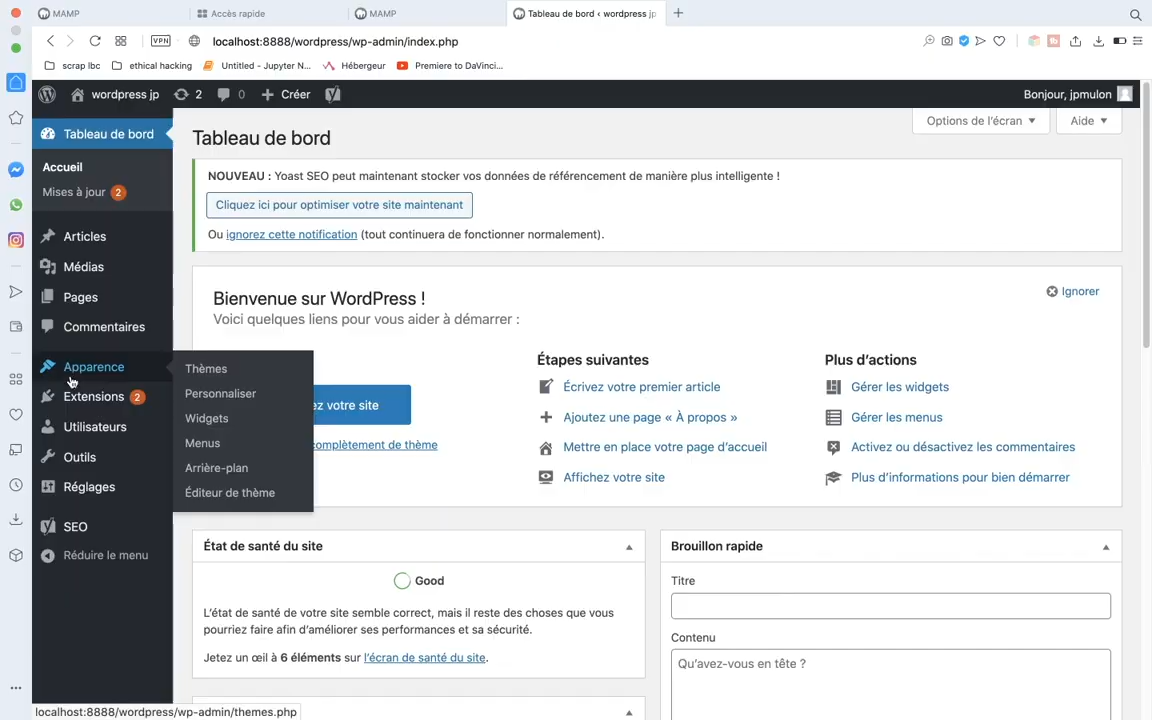 MAMP
Accès rapide
MAMP
Tableau de bord ‹ wordpress jp
VPN
localhost:8888/wordpress/wp-admin/index.php
scrap lbc
ethical hacking
Untitled - Jupyter N...
Hébergeur
Premiere to DaVinci...
wordpress jp
2
0
Créer
Bonjour, jpmulon
Tableau de bord
Accueil
Mises à jour 2
Articles
Médias
Pages
Commentaires
Apparence
Extensions 2
Utilisateurs
Outils
Réglages
SEO
Réduire le menu
Thèmes
Personnaliser
Widgets
Menus
Arrière-plan
Éditeur de thème
Options de l'écran
Aide
Tableau de bord
NOUVEAU : Yoast SEO peut maintenant stocker vos données de référencement de manière plus intelligente !
Cliquez ici pour optimiser votre site maintenant
Ou ignorez cette notification (tout continuera de fonctionner normalement).
Bienvenue sur WordPress !
Ignorer
Voici quelques liens pour vous aider à démarrer :
ez votre site
complètement de thème
Étapes suivantes
Écrivez votre premier article
Ajoutez une page « À propos »
Mettre en place votre page d'accueil
Affichez votre site
Plus d'actions
Gérer les widgets
Gérer les menus
Activez ou désactivez les commentaires
Plus d'informations pour bien démarrer
État de santé du site
Good
L'état de santé de votre site semble correct, mais il reste des choses que vous
pourriez faire afin d'améliorer ses performances et sa sécurité.
Jetez un œil à 6 éléments sur l'écran de santé du site.
Brouillon rapide
Titre
Contenu
Qu'avez-vous en tête ?
localhost:8888/wordpress/wp-admin/themes.php